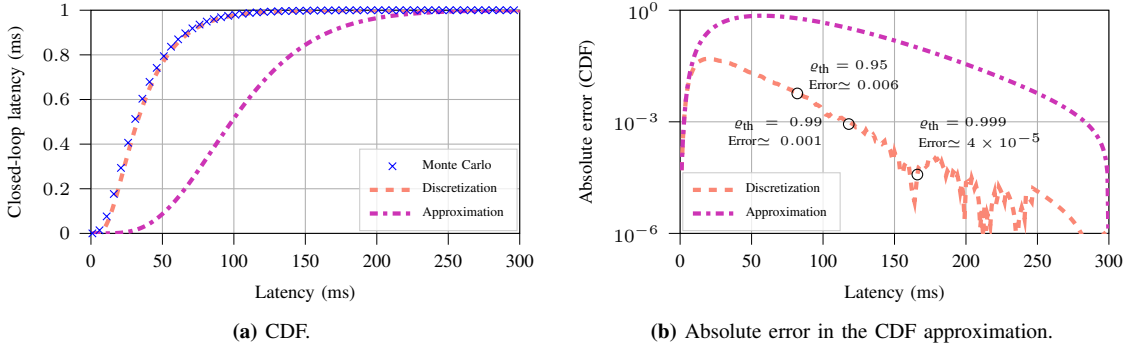 Closed-loop latency (ms)
1
0.8
0.6
0.4
0.2
0
0 50 100 150 200 250 300
Latency (ms)
Monte Carlo
Discretization
Approximation
(a) CDF.
Absolute error (CDF)
10^0
10^−3
10^−6
0 50 100 150 200 250 300
Latency (ms)
ϱ_th = 0.95
Error≃ 0.006
ϱ_th = 0.99
Error≃ 0.001
ϱ_th = 0.999
Error≃ 4 × 10^−5
Discretization
Approximation
(b) Absolute error in the CDF approximation.